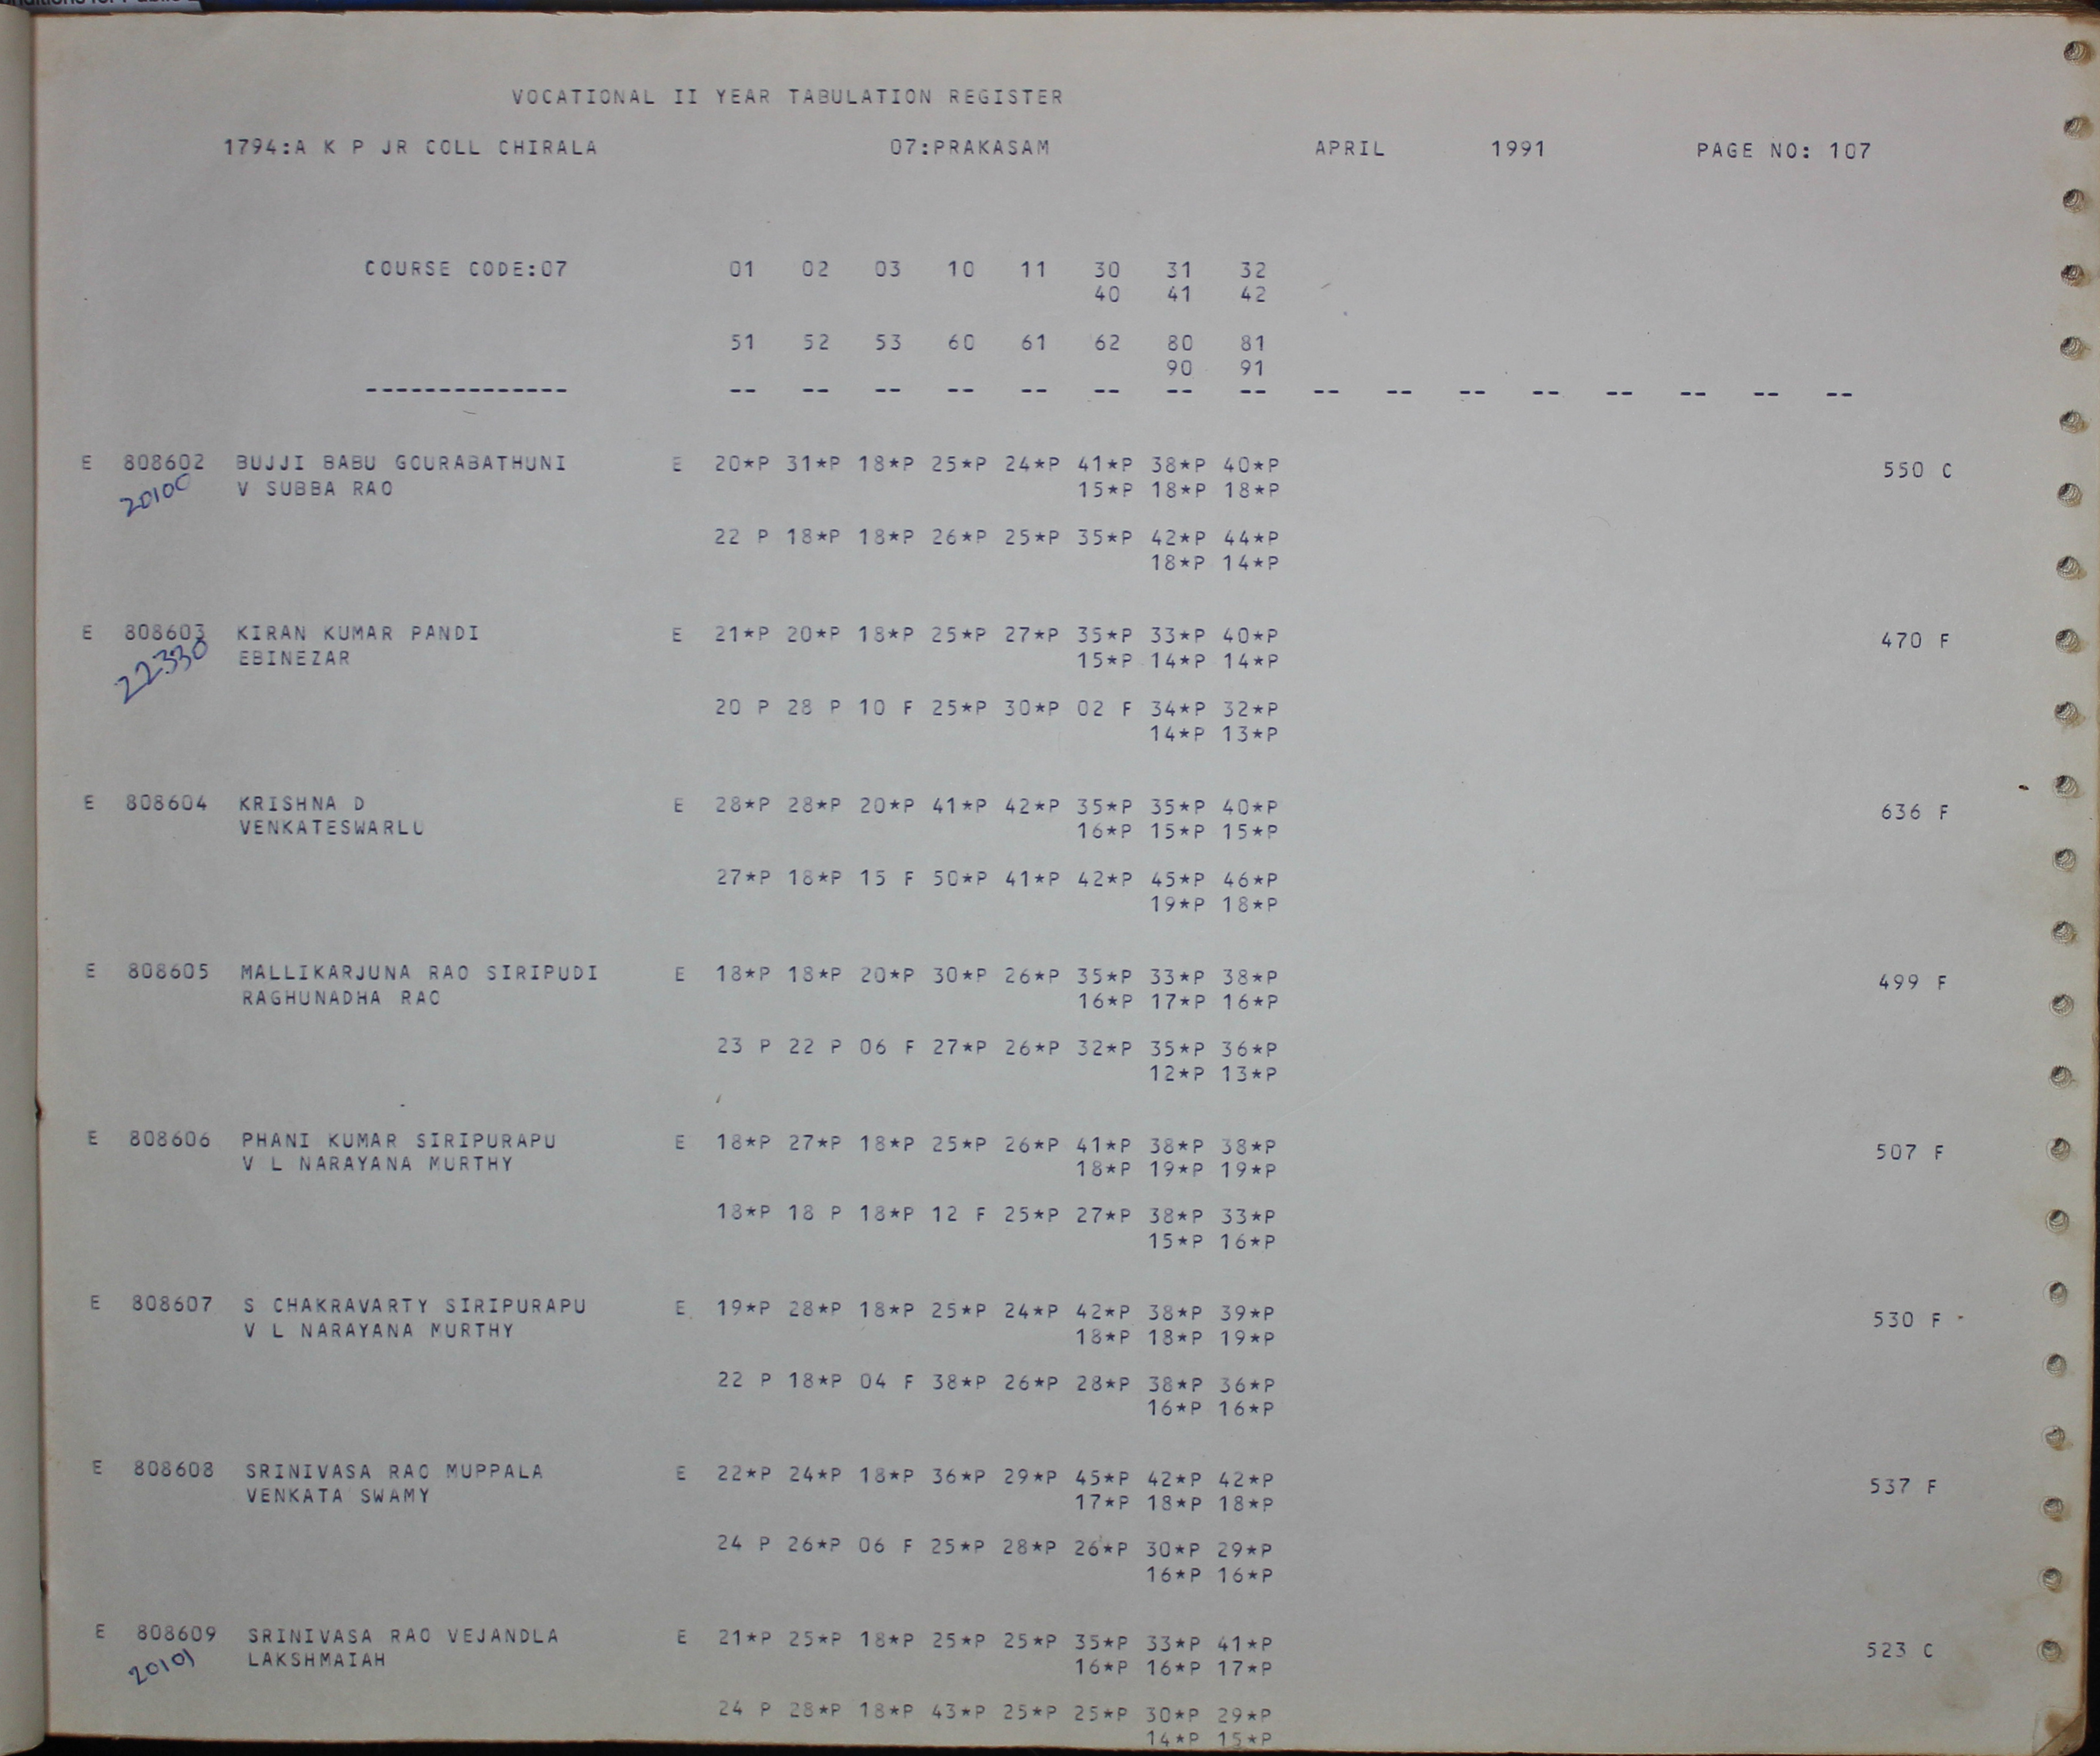 VOCATIONAL II YEAR TABULATION REGISTER
1794:A K P JR COLL CHIRALA 07:PRAKASAM APRIL 1991 PAGE NO: 107
COURSE CODE:07 01 02 03 10 11 30 31 32
40 41 42
51 52 53 60 61 62 80 81
90 91
-------------- -- -- -- -- -- -- -- -- -- -- -- -- -- -- -- --
E 808602 BUJJI BABU GOURABATHUNI E 20*P 31*P 18*P 25*P 24*P 41*P 38*P 40*P 550 C
20100 V SUBBA RAO 15*P 18*P 18*P
22 P 18*P 18*P 26*P 25*P 35*P 42*P 44*P
18*P 14*P
E 808603 KIRAN KUMAR PANDI E 21*P 20*P 18*P 25*P 27*P 35*P 33*P 40*P 470 F
22330 EBINEZAR 15*P 14*P 14*P
20 P 28 P 10 F 25*P 30*P 02 F 34*P 32*P
14*P 13*P
E 808604 KRISHNA D E 28*P 28*P 20*P 41*P 42*P 35*P 35*P 40*P 636 F
VENKATESWARLU 16*P 15*P 15*P
27*P 18*P 15 F 50*P 41*P 42*P 45*P 46*P
19*P 18*P
E 808605 MALLIKARJUNA RAO SIRIPUDI E 18*P 18*P 20*P 30*P 26*P 35*P 33*P 38*P 499 F
RAGHUNADHA RAO 16*P 17*P 16*P
23 P 22 P 06 F 27*P 26*P 32*P 35*P 36*P
12*P 13*P
E 808606 PHANI KUMAR SIRIPURAPU E 18*P 27*P 18*P 25*P 26*P 41*P 38*P 38*P 507 F
V L NARAYANA MURTHY 18*P 19*P 19*P
18*P 18 P 18*P 12 F 25*P 27*P 38*P 33*P
15*P 16*P
E 808607 S CHAKRAVARTY SIRIPURAPU E 19*P 28*P 18*P 25*P 24*P 42*P 38*P 39*P 530 F
V L NARAYANA MURTHY 18*P 18*P 19*P
22 P 18*P 04 F 38*P 26*P 28*P 38*P 36*P
16*P 16*P
E 808608 SRINIVASA RAO MUPPALA E 22*P 24*P 18*P 36*P 29*P 45*P 42*P 42*P 537 F
VENKATA SWAMY 17*P 18*P 18*P
24 P 26*P 06 F 25*P 28*P 26*P 30*P 29*P
16*P 16*P
E 808609 SRINIVASA RAO VEJANDLA E 21*P 25*P 18*P 25*P 25*P 35*P 33*P 41*P 523 C
20101 LAKSHMAIAH 16*P 16*P 17*P
24 P 28*P 18*P 43*P 25*P 25*P 30*P 29*P
14*P 15*P